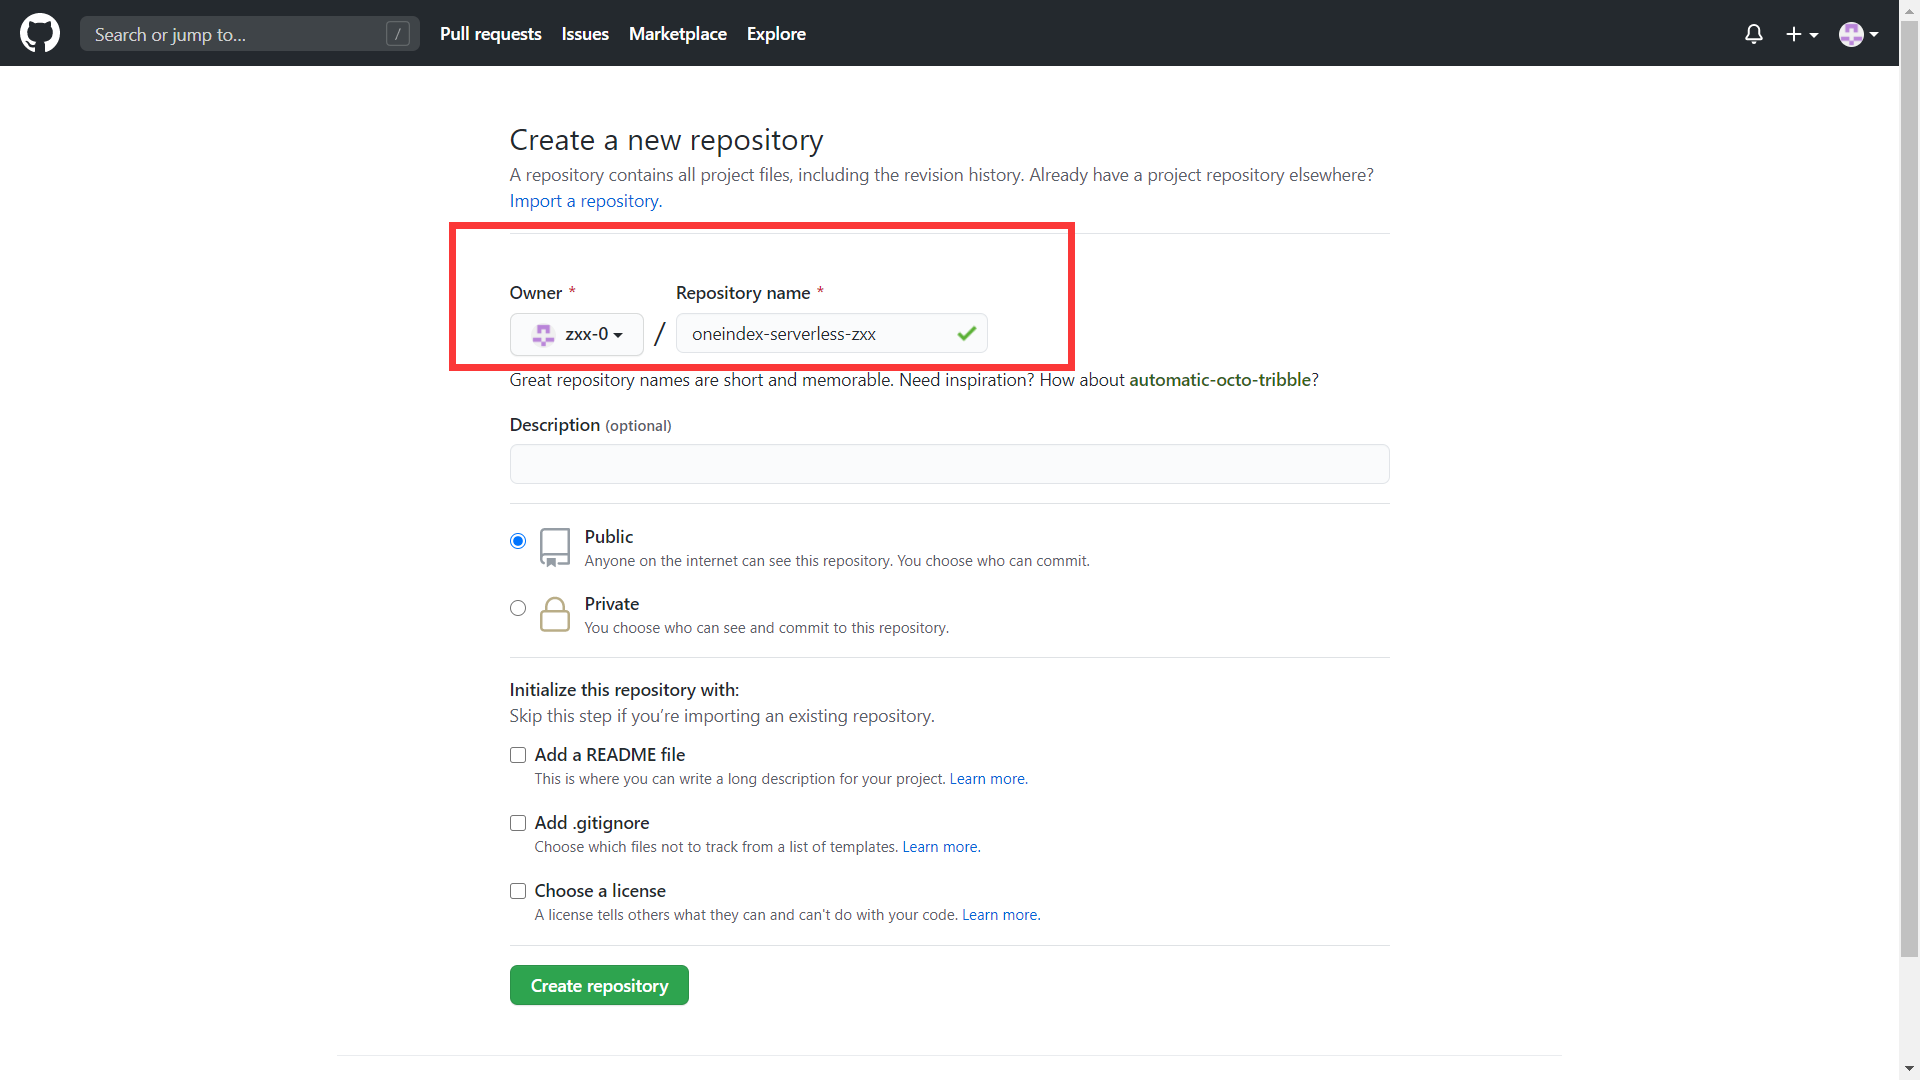 Search or jump to... / Pull requests Issues Marketplace Explore
Create a new repository
A repository contains all project files, including the revision history. Already have a project repository elsewhere?
Import a repository.
Owner * Repository name *
zxx-0 / oneindex-serverless-zxx
Great repository names are short and memorable. Need inspiration? How about automatic-octo-tribble?
Description (optional)
Public
Anyone on the internet can see this repository. You choose who can commit.
Private
You choose who can see and commit to this repository.
Initialize this repository with:
Skip this step if you’re importing an existing repository.
Add a README file
This is where you can write a long description for your project. Learn more.
Add .gitignore
Choose which files not to track from a list of templates. Learn more.
Choose a license
A license tells others what they can and can't do with your code. Learn more.
Create repository